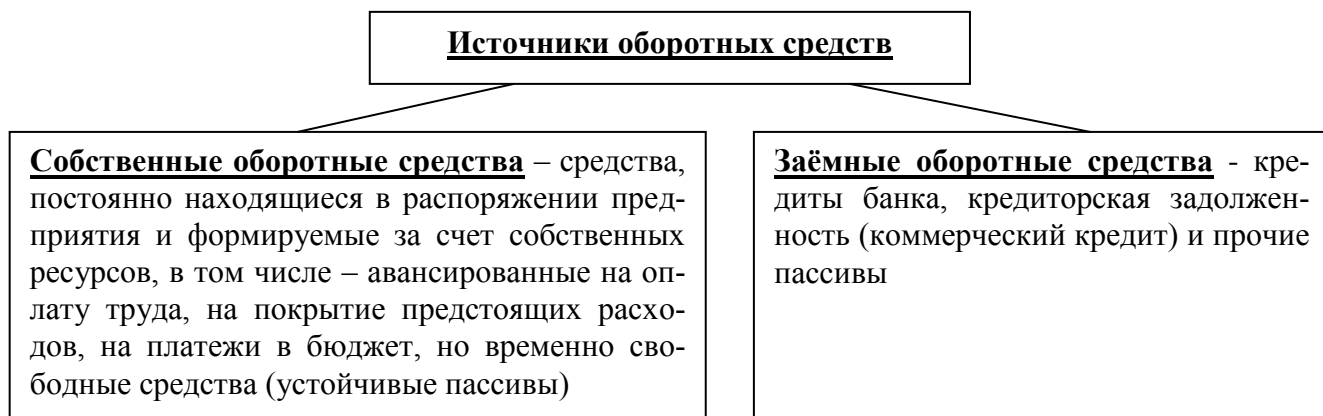 Источники оборотных средств
Собственные оборотные средства – средства,
постоянно находящиеся в распоряжении пред-
приятия и формируемые за счет собственных
ресурсов, в том числе – авансированные на оп-
лату труда, на покрытие предстоящих расхо-
дов, на платежи в бюджет, но временно сво-
бодные средства (устойчивые пассивы)
Заёмные оборотные средства - кре-
диты банка, кредиторская задолжен-
ность (коммерческий кредит) и прочие
пассивы